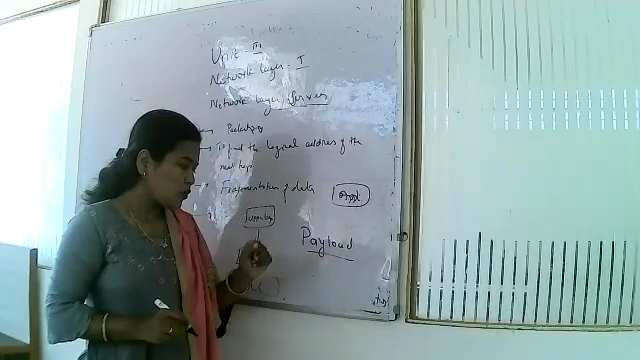 Unit - III
Network layer - I
Network layer Services
Packetizing
To find the logical address of the
next hop
Fragmentation of data
Appl
Payload